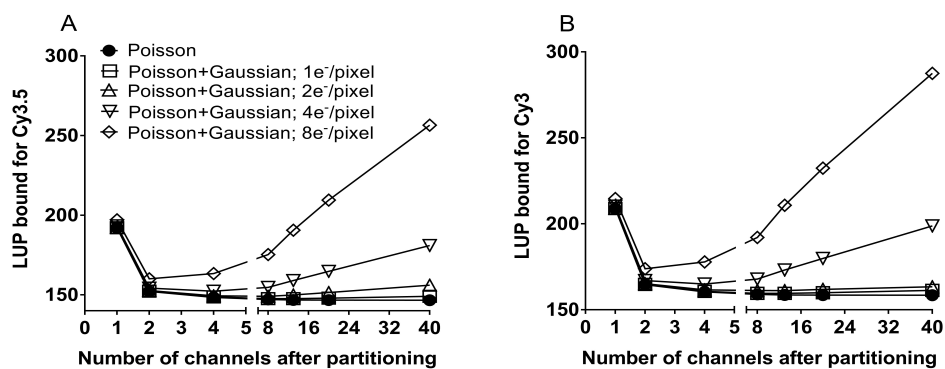 A
LUP bound for Cy3.5
300
250
200
150
Poisson
Poisson+Gaussian; 1e⁻/pixel
Poisson+Gaussian; 2e⁻/pixel
Poisson+Gaussian; 4e⁻/pixel
Poisson+Gaussian; 8e⁻/pixel
0 1 2 3 4 5 8 16 24 32 40
Number of channels after partitioning
B
LUP bound for Cy3
300
250
200
150
0 1 2 3 4 5 8 16 24 32 40
Number of channels after partitioning